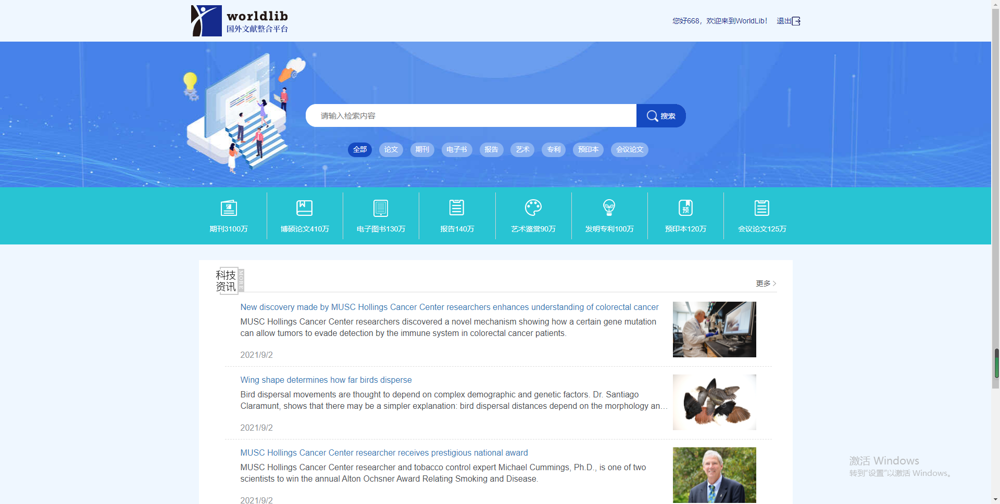 worldlib
国外文献整合平台
您好668，欢迎来到WorldLib！ 退出
请输入检索内容
搜索
全部 论文 期刊 电子书 报告 艺术 专利 预印本 会议论文
预
期刊3100万 博硕论文410万 电子图书130万 报告140万 艺术鉴赏90万 发明专利100万 预印本120万 会议论文125万
科技
资讯
MORE
更多
New discovery made by MUSC Hollings Cancer Center researchers enhances understanding of colorectal cancer
MUSC Hollings Cancer Center researchers discovered a novel mechanism showing how a certain gene mutation
can allow tumors to evade detection by the immune system in colorectal cancer patients.
2021/9/2
Wing shape determines how far birds disperse
Bird dispersal movements are thought to depend on complex demographic and genetic factors. Dr. Santiago
Claramunt, shows that there may be a simpler explanation: bird dispersal distances depend on the morphology an...
2021/9/2
MUSC Hollings Cancer Center researcher receives prestigious national award
MUSC Hollings Cancer Center researcher and tobacco control expert Michael Cummings, Ph.D., is one of two
scientists to win the annual Alton Ochsner Award Relating Smoking and Disease.
2021/9/2
激活 Windows
转到"设置"以激活 Windows。